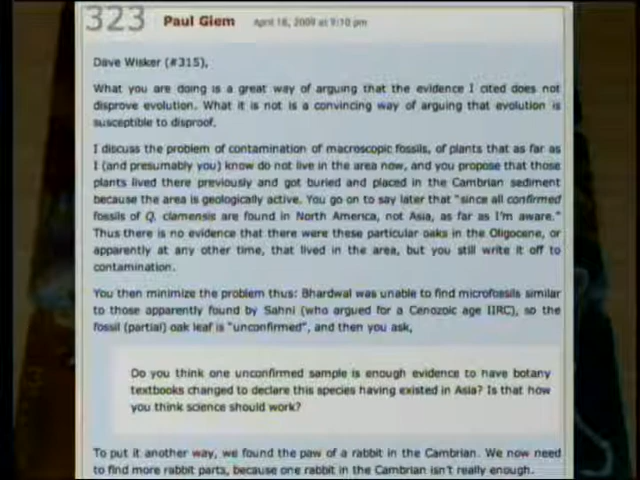 323 Paul Giem April 16, 2009 at 9:10 pm
Dave Wisker (#315),
What you are doing is a great way of arguing that the evidence I cited does not
disprove evolution. What it is not is a convincing way of arguing that evolution is
susceptible to disproof.
I discuss the problem of contamination of macroscopic fossils, of plants that as far as
I (and presumably you) know do not live in the area now, and you propose that those
plants lived there previously and got buried and placed in the Cambrian sediment
because the area is geologically active. You go on to say later that "since all confirmed
fossils of Q. clamensis are found in North America, not Asia, as far as I'm aware."
Thus there is no evidence that there were these particular oaks in the Oligocene, or
apparently at any other time, that lived in the area, but you still write it off to
contamination.
You then minimize the problem thus: Bhardwal was unable to find microfossils similar
to those apparently found by Sahni (who argued for a Cenozoic age IIRC), so the
fossil (partial) oak leaf is "unconfirmed", and then you ask,
Do you think one unconfirmed sample is enough evidence to have botany
textbooks changed to declare this species having existed in Asia? Is that how
you think science should work?
To put it another way, we found the paw of a rabbit in the Cambrian. We now need
to find more rabbit parts, because one rabbit in the Cambrian isn't really enough.